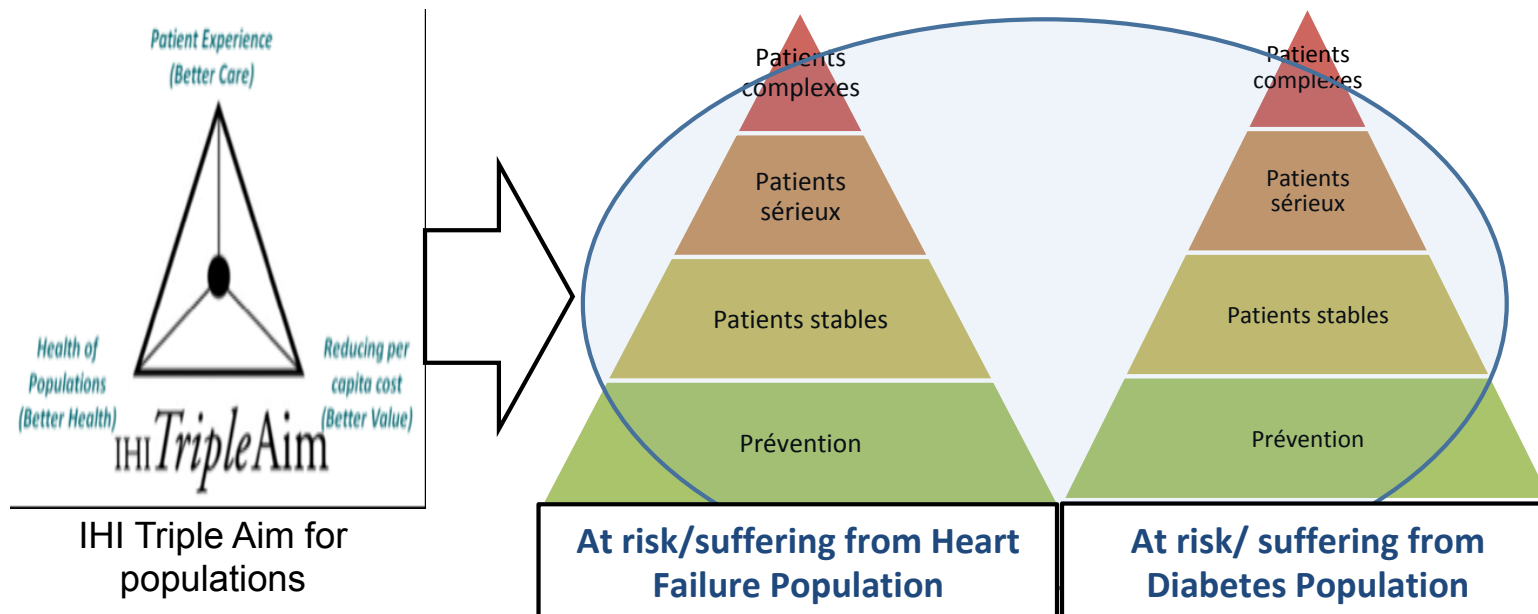 Patient Experience
(Better Care)
Health of
Populations
(Better Health)
Reducing per
capita cost
(Better Value)
IHI TripleAim
IHI Triple Aim for
populations
Patients
complexes
Patients
sérieux
Patients stables
Prévention
At risk/suffering from Heart
Failure Population
Patients
complexes
Patients
sérieux
Patients stables
Prévention
At risk/ suffering from
Diabetes Population